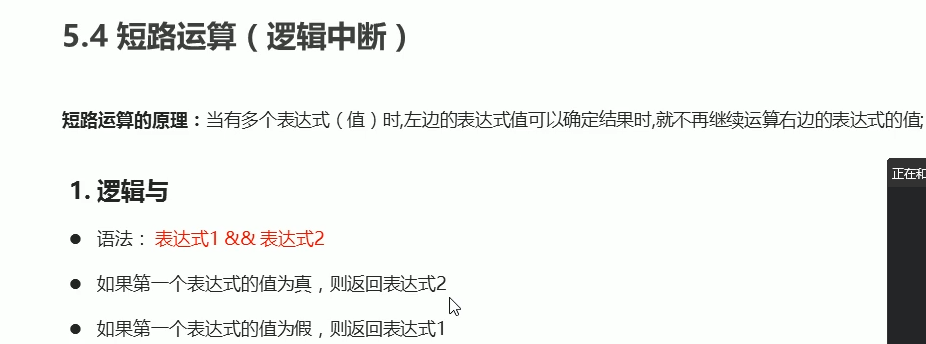 5.4 短路运算（逻辑中断）
短路运算的原理：当有多个表达式（值）时,左边的表达式值可以确定结果时,就不再继续运算右边的表达式的值;
正在和
1. 逻辑与
● 语法： 表达式1 && 表达式2
● 如果第一个表达式的值为真，则返回表达式2
● 如果第一个表达式的值为假，则返回表达式1